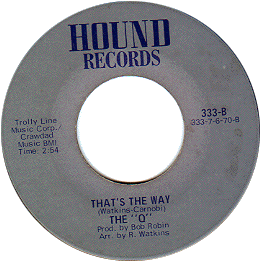 HOUND
RECORDS
Trolly Line
Music Corp./
Crawdad
Music BMI
Time: 2:54
333-B
333-7-6-70-B
THAT'S THE WAY
(Watkins-Carnobi)
THE "Q"
Prod. by Bob Robin
Arr. by R. Watkins